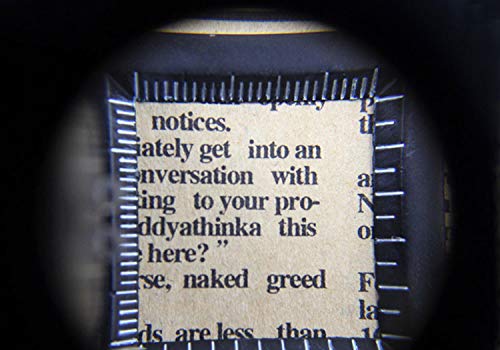 notices.
iately get into an
nversation with
ing to your pro-
ddyathinka this
here?"
rse, naked greed
ds are less than